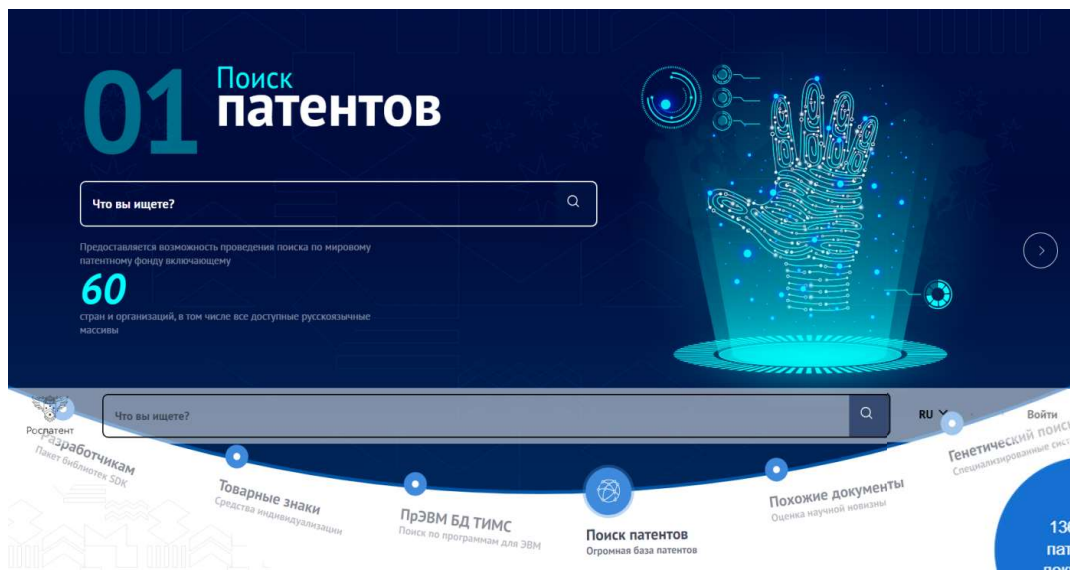 01
Поиск
патентов
Что вы ищете?
Предоставляется возможность проведения поиска по мировому
патентному фонду включающему
60
стран и организаций, в том числе все доступные русскоязычные
массивы
Роспатент
Что вы ищете?
RU
Войти
Разработчикам
Пакет библиотек SDK
Товарные знаки
Средства индивидуализации
ПрЭВМ БД ТИМС
Поиск по программам для ЭВМ
Поиск патентов
Огромная база патентов
Похожие документы
Оценка научной новизны
Генетический поиск
Специализированные